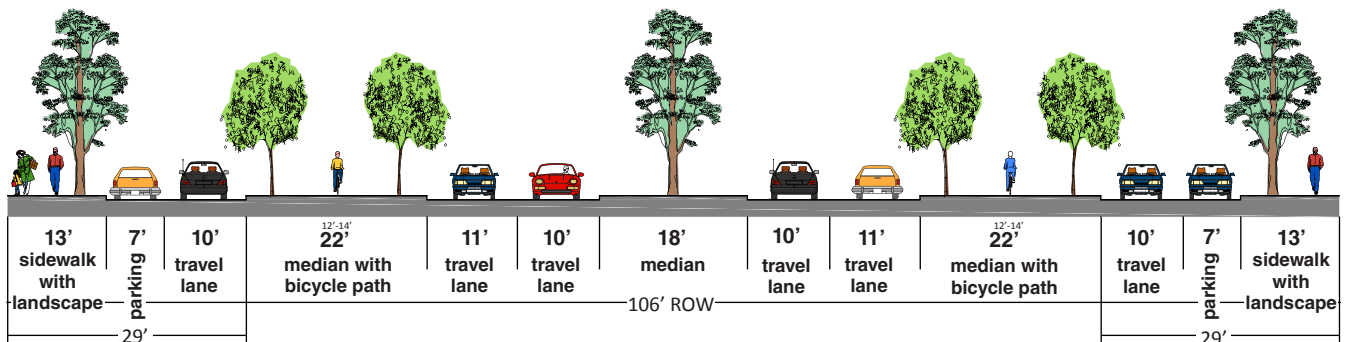 13’
sidewalk
with
landscape
7’
parking
10’
travel
lane
12’-14’
22’
median with
bicycle path
11’
travel
lane
10’
travel
lane
18’
median
10’
travel
lane
11’
travel
lane
12’-14’
22’
median with
bicycle path
10’
travel
lane
7’
parking
13’
sidewalk
with
landscape
106’ ROW
29’
29’